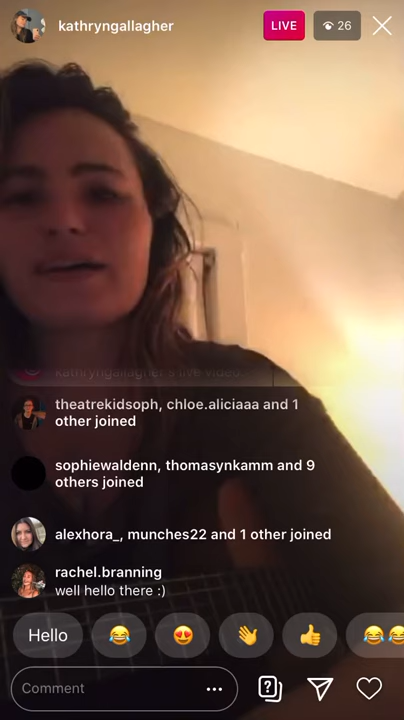 kathryngallagher
LIVE
26
kathryngallagher's live video...
theatrekidsoph, chloe.aliciaaa and 1
other joined
sophiewaldenn, thomasynkamm and 9
others joined
alexhora_, munches22 and 1 other joined
rachel.branning
well hello there :)
Hello
Comment